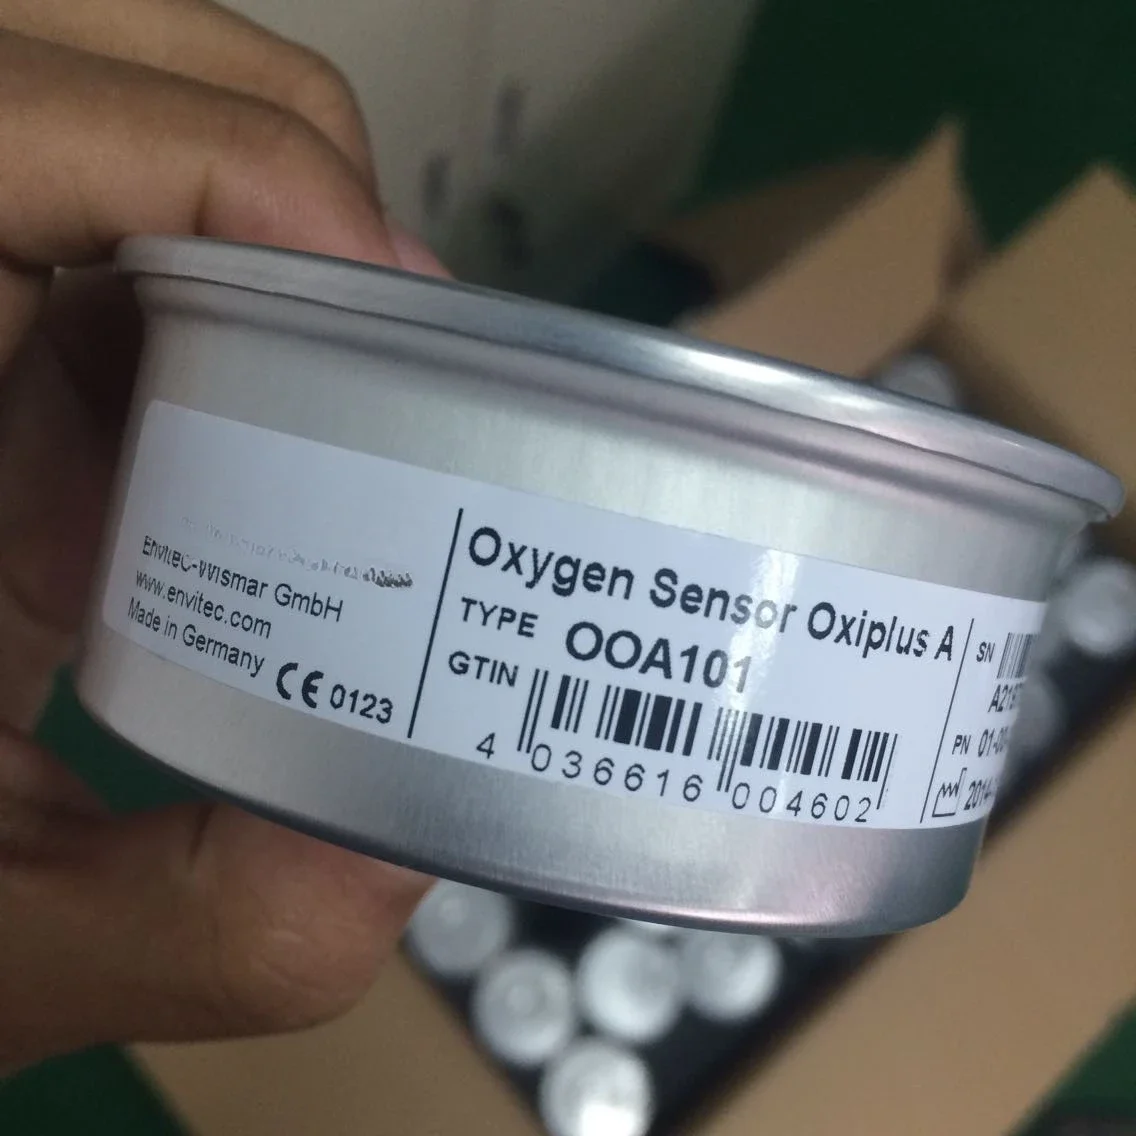 Envitec-Wismar GmbH
www.envitec.com
Made in Germany CE 0123
Oxygen Sensor Oxiplus A
TYPE OOA101
GTIN
4 036616 004602
SN
PN